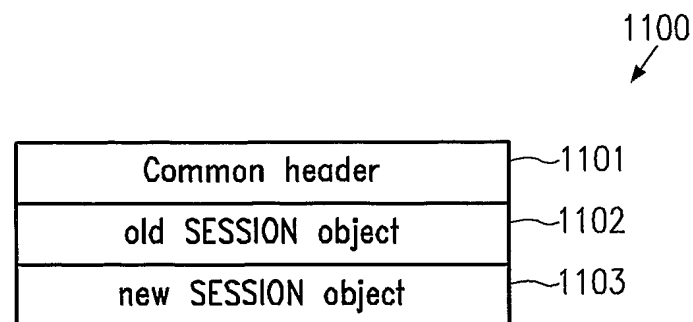 1100
Common header 1101
old SESSION object 1102
new SESSION object 1103